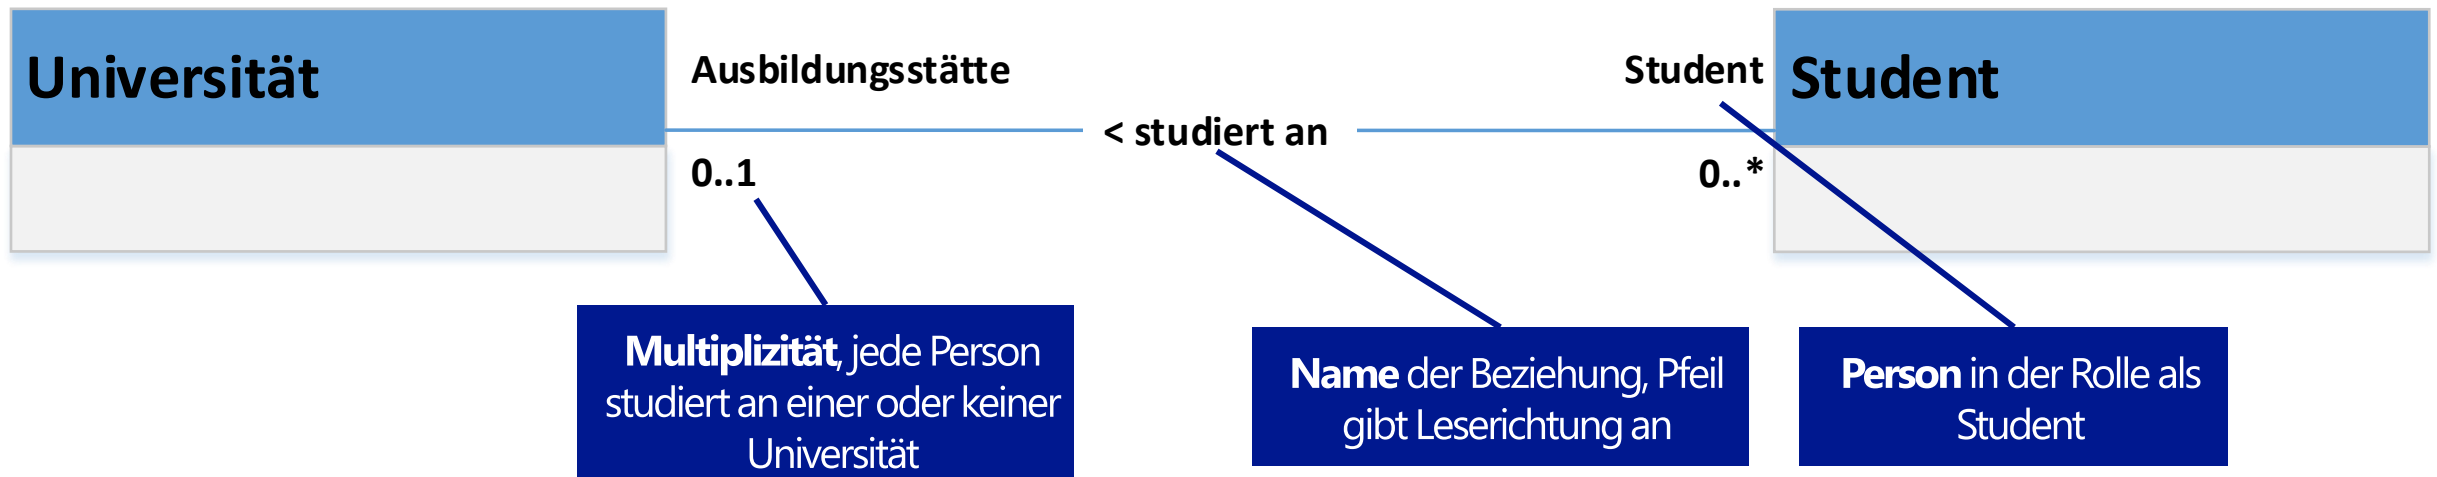 Universität
Ausbildungsstätte
Student
Student
< studiert an
0..1
0..*
Multiplizität, jede Person
studiert an einer oder keiner
Universität
Name der Beziehung, Pfeil
gibt Leserichtung an
Person in der Rolle als
Student